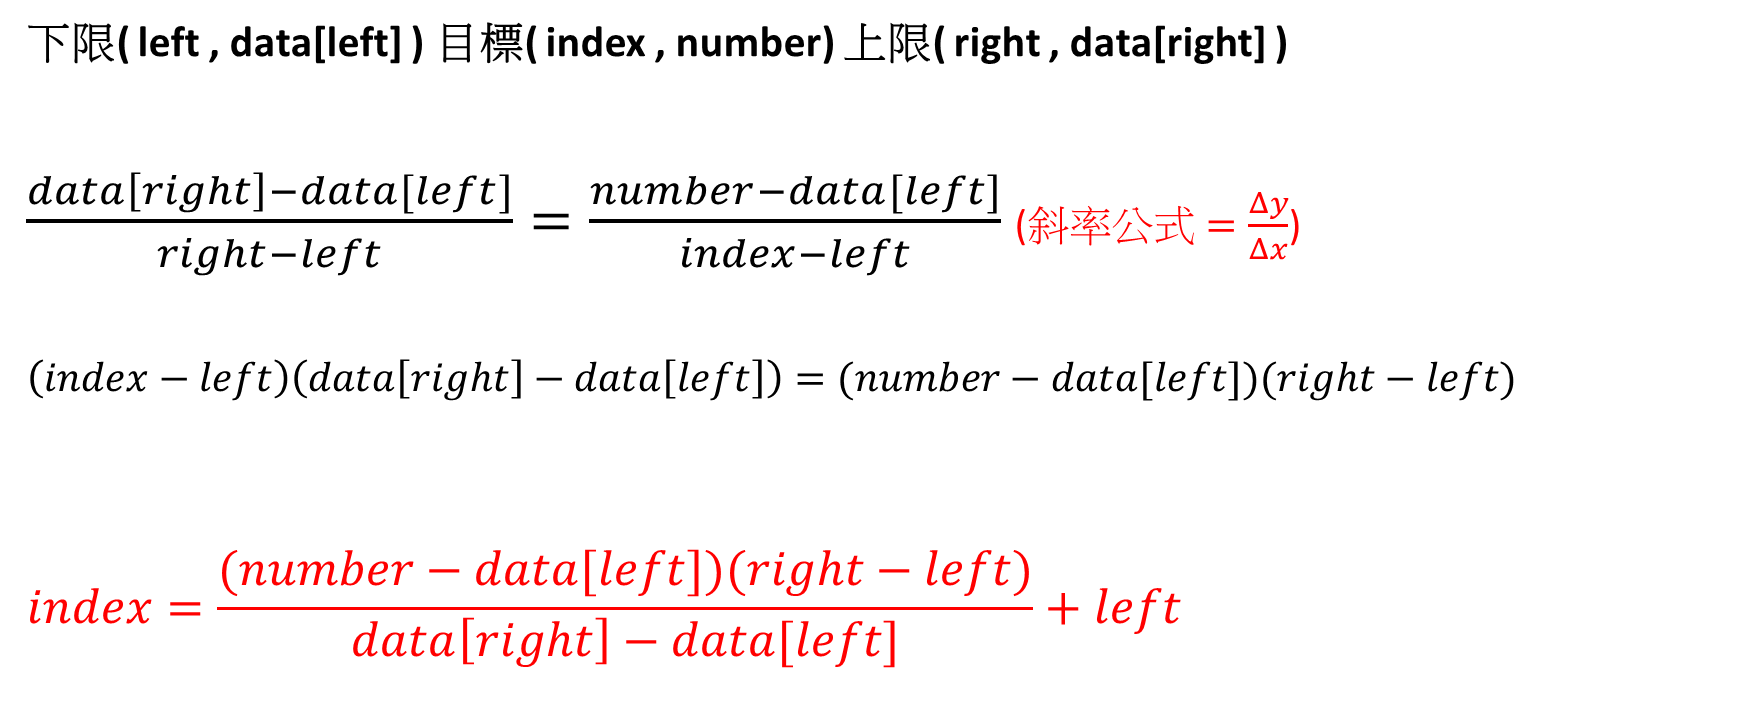 下限( left , data[left] ) 目標( index , number) 上限( right , data[right] )
data[right]−data[left] / right−left = number−data[left] / index−left (斜率公式 = Δy/Δx)
(index − left)(data[right] − data[left]) = (number − data[left])(right − left)
index = (number − data[left])(right − left) / data[right] − data[left] + left